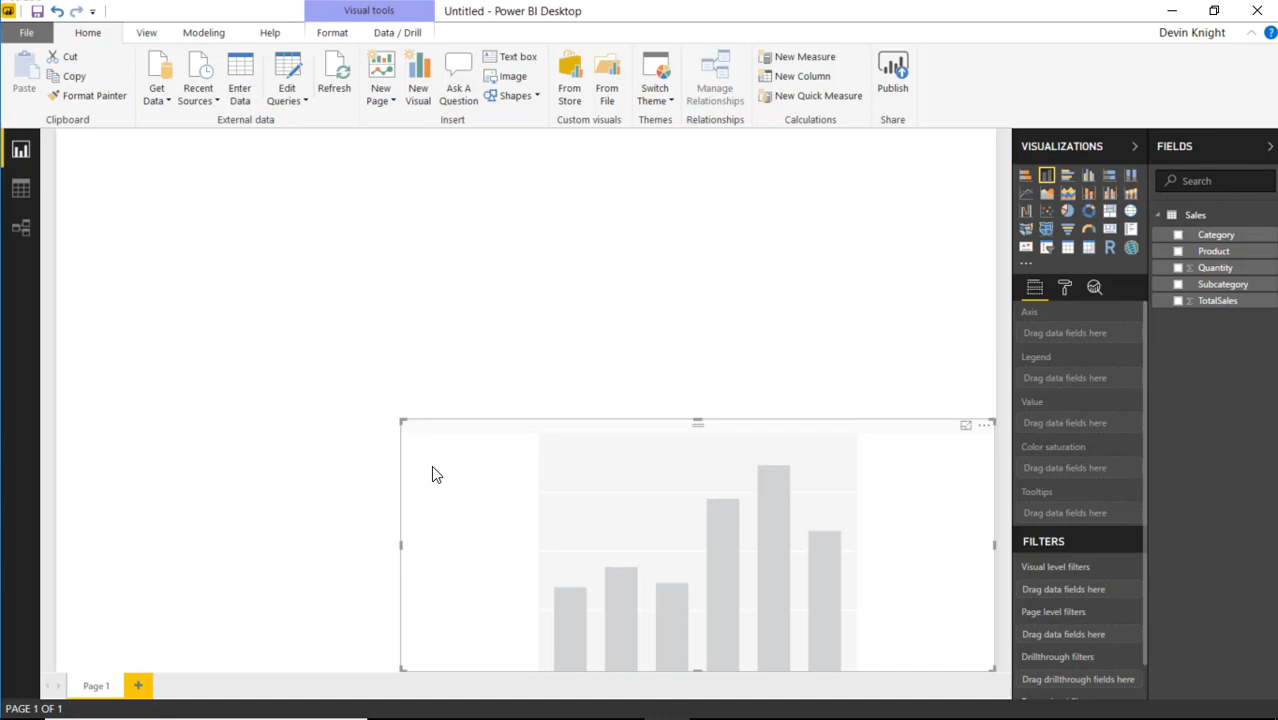 Visual tools
Untitled - Power BI Desktop
File
Home
View
Modeling
Help
Format
Data / Drill
Devin Knight
?
Paste
Cut
Copy
Format Painter
Clipboard
Get
Data
Recent
Sources
Enter
Data
Edit
Queries
Refresh
External data
New
Page
New
Visual
Ask A
Question
Text box
Image
Shapes
Insert
From
Store
From
File
Custom visuals
Switch
Theme
Themes
Manage
Relationships
Relationships
New Measure
New Column
New Quick Measure
Calculations
Publish
Share
VISUALIZATIONS
R
Axis
Drag data fields here
Legend
Drag data fields here
Value
Drag data fields here
Color saturation
Drag data fields here
Tooltips
Drag data fields here
FILTERS
Visual level filters
Drag data fields here
Page level filters
Drag data fields here
Drillthrough filters
Drag drillthrough fields here
FIELDS
Search
Sales
Category
Product
Σ Quantity
Subcategory
Σ TotalSales
Page 1
PAGE 1 OF 1